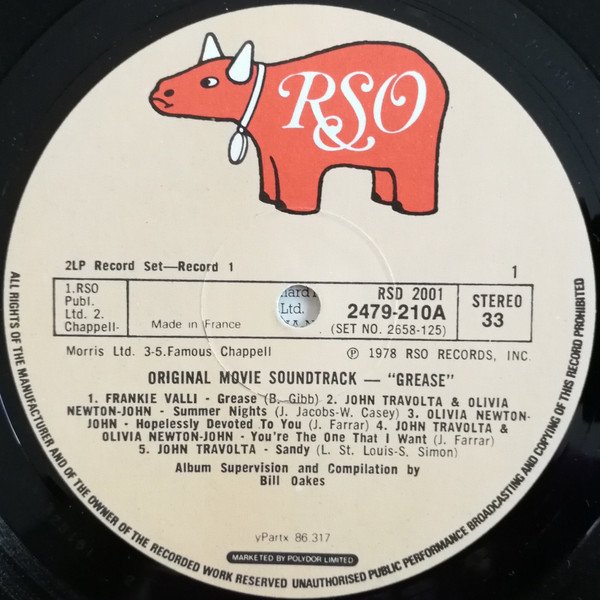 RSO
2LP Record Set—Record 1
1
1.RSO
Publ.
Ltd. 2.
Chappell-
Made in France
Ltd.
RSD 2001
2479-210A
(SET NO. 2658-125)
STEREO
33
Morris Ltd. 3-5.Famous Chappell
℗ 1978 RSO RECORDS, INC.
ORIGINAL MOVIE SOUNDTRACK — "GREASE"
1. FRANKIE VALLI - Grease (B. Gibb) 2. JOHN TRAVOLTA & OLIVIA
NEWTON-JOHN - Summer Nights (J. Jacobs-W. Casey) 3. OLIVIA NEWTON-
JOHN - Hopelessly Devoted To You (J. Farrar) 4. JOHN TRAVOLTA &
OLIVIA NEWTON-JOHN - You're The One That I Want (J. Farrar)
5. JOHN TRAVOLTA - Sandy (L. St. Louis-S. Simon)
Album Supervision and Compilation by
Bill Oakes
yPartx 86.317
MARKETED BY POLYDOR LIMITED
ALL RIGHTS OF THE MANUFACTURER AND OF THE OWNER OF THE RECORDED WORK RESERVED UNAUTHORISED PUBLIC PERFORMANCE BROADCASTING AND COPYING OF THIS RECORD PROHIBITED